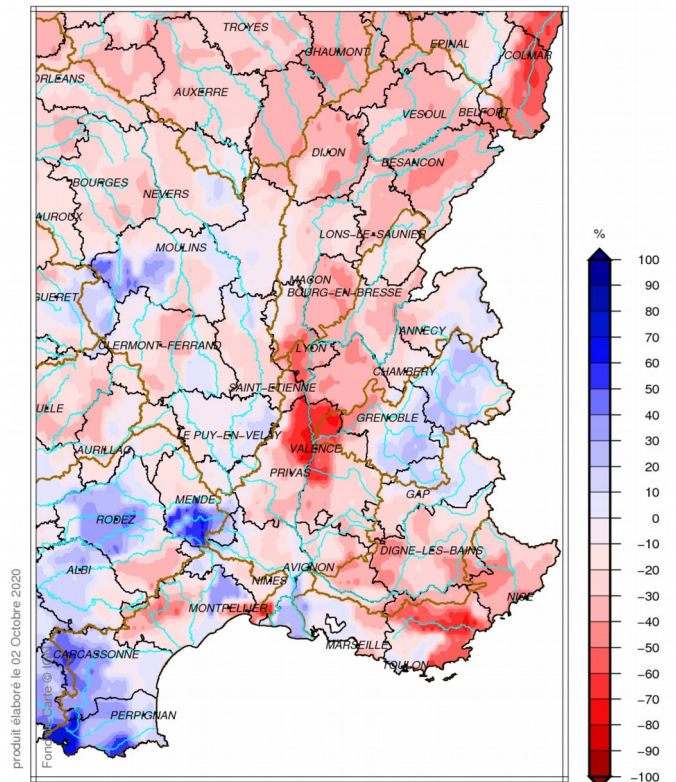 TROYES
EPINAL
CHAUMONT
COLMAR
ORLEANS
AUXERRE
VESOUL
BELFORT
DIJON
BESANCON
BOURGES
NEVERS
AUROUX
LONS-LE-SAUNIER
MOULINS
%
100
90
80
70
60
50
40
30
20
10
0
-10
-20
-30
-40
-50
-60
-70
-80
-90
-100
MACON
BOURG-EN-BRESSE
GUERET
ANNECY
CLERMONT-FERRAND
LYON
CHAMBERY
SAINT-ETIENNE
ULLE
GRENOBLE
LE PUY-EN-VELAY
AURILLAC
VALENCE
PRIVAS
GAP
MENDE
RODEZ
DIGNE-LES-BAINS
AVIGNON
ALBI
NIMES
NICE
MONTPELLIER
MARSEILLE
CARCASSONNE
TOULON
PERPIGNAN
produit élaboré le 02 Octobre 2020
Carte © I